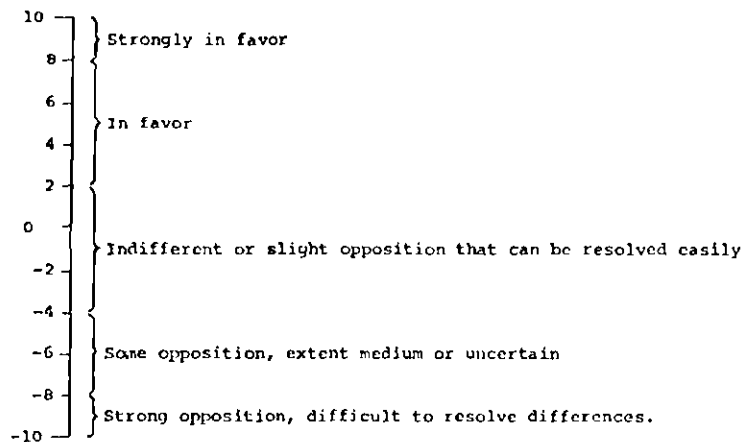 10
Strongly in favor
8
6
In favor
4
2
0
Indifferent or slight opposition that can be resolved easily
-2
-4
-6
Some opposition, extent medium or uncertain
-8
Strong opposition, difficult to resolve differences.
-10